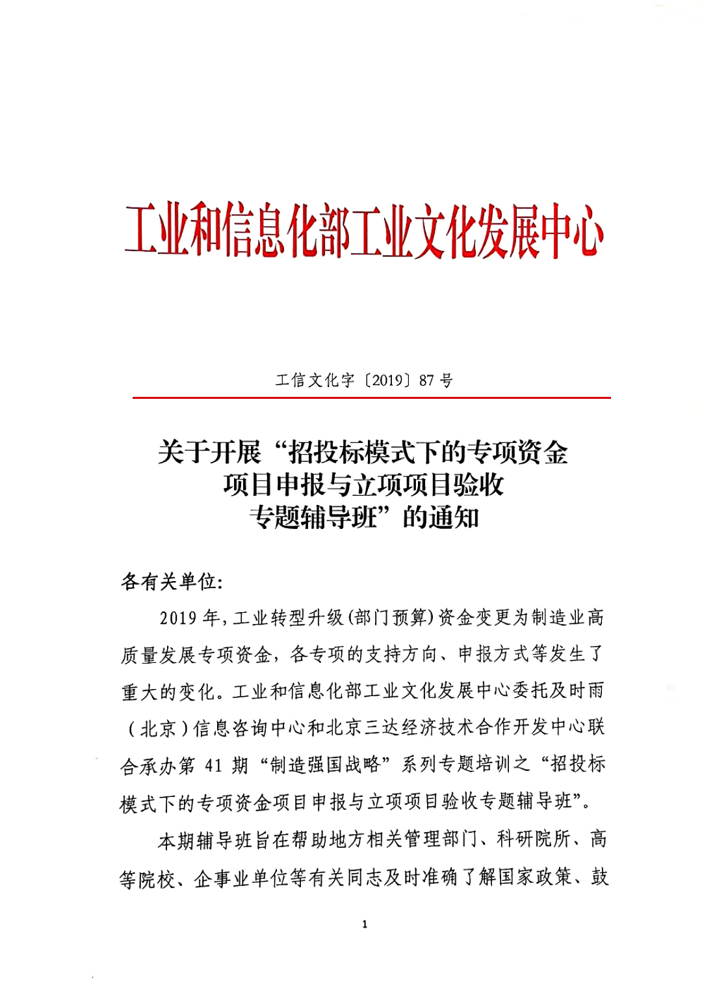 工业和信息化部工业文化发展中心
工信文化字〔2019〕87 号
关于开展“招投标模式下的专项资金
项目申报与立项项目验收
专题辅导班”的通知
各有关单位:
2019 年,工业转型升级(部门预算)资金变更为制造业高
质量发展专项资金，各专项的支持方向、申报方式等发生了
重大的变化。工业和信息化部工业文化发展中心委托及时雨
（北京)信息咨询中心和北京三达经济技术合作开发中心联
合承办第 41 期“制造强国战略”系列专题培训之“招投标
模式下的专项资金项目申报与立项项目验收专题辅导班”。
本期辅导班旨在帮助地方相关管理部门、科研院所、高
等院校、企事业单位等有关同志及时准确了解国家政策、鼓
1